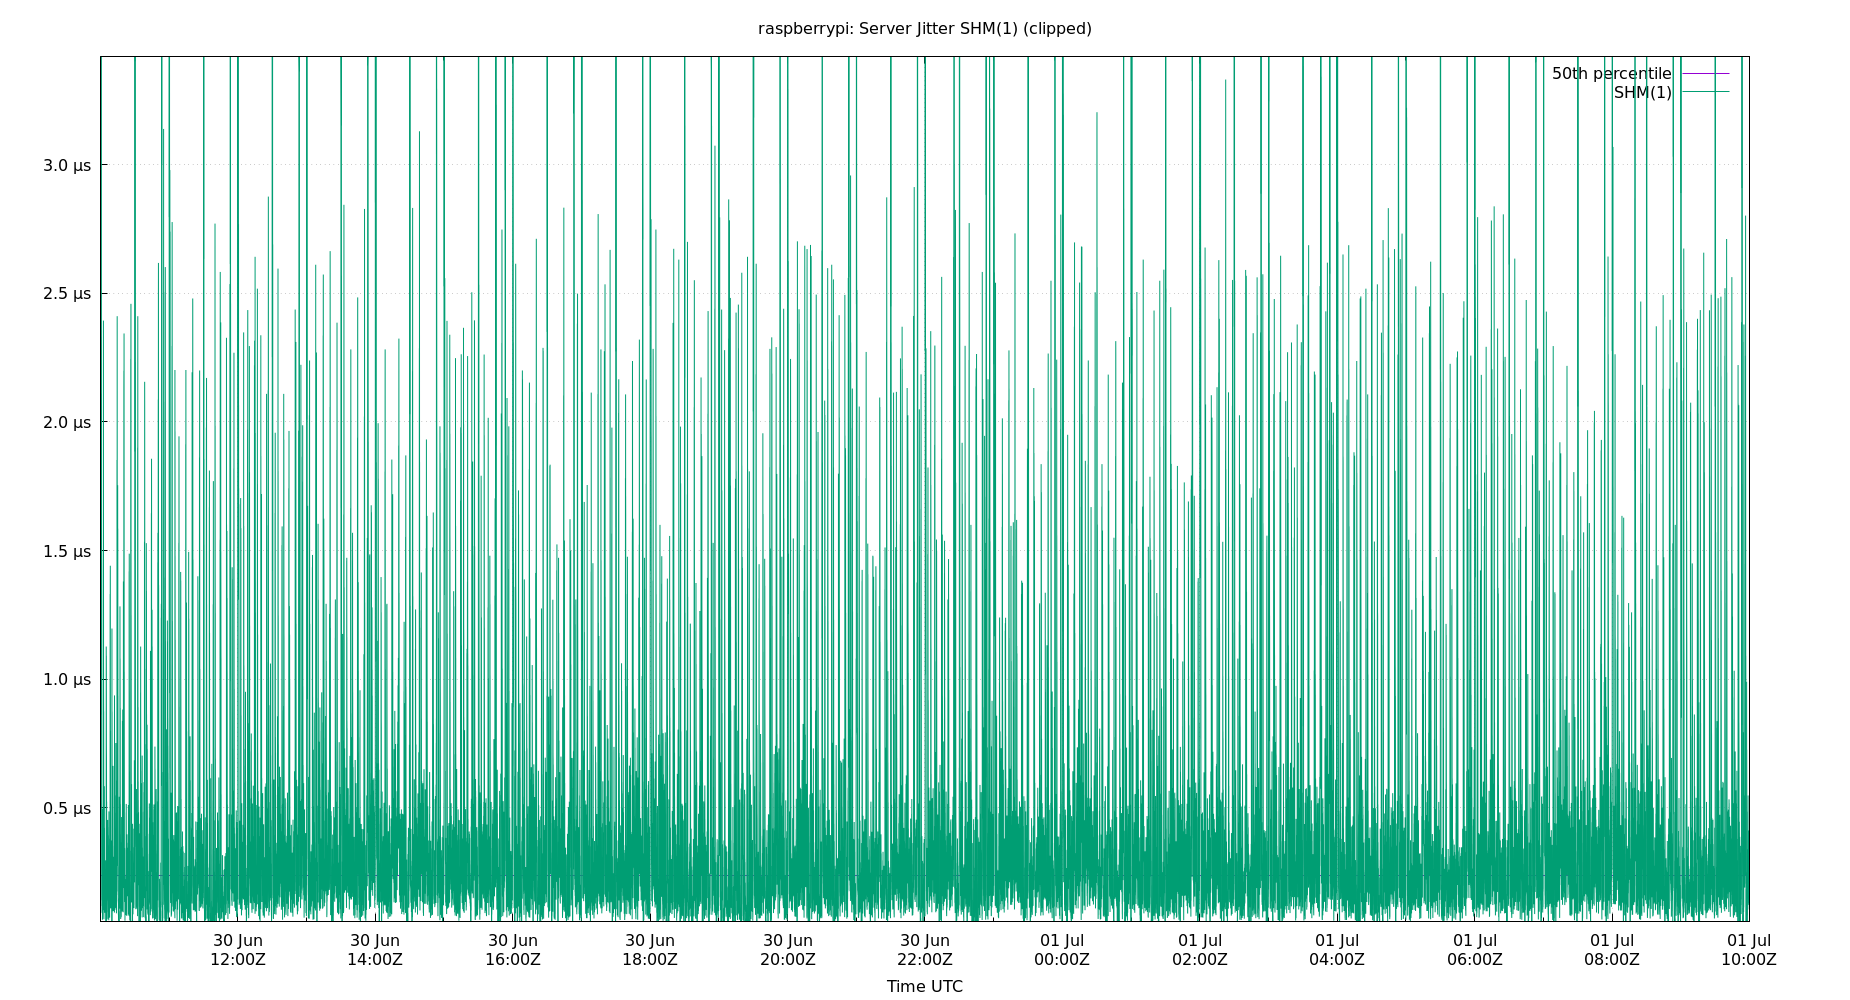 raspberrypi: Server Jitter SHM(1) (clipped)
50th percentile
SHM(1)
3.0 µs
2.5 µs
2.0 µs
1.5 µs
1.0 µs
0.5 µs
30 Jun 30 Jun 30 Jun 30 Jun 30 Jun 30 Jun 01 Jul 01 Jul 01 Jul 01 Jul 01 Jul 01 Jul
12:00Z 14:00Z 16:00Z 18:00Z 20:00Z 22:00Z 00:00Z 02:00Z 04:00Z 06:00Z 08:00Z 10:00Z
Time UTC